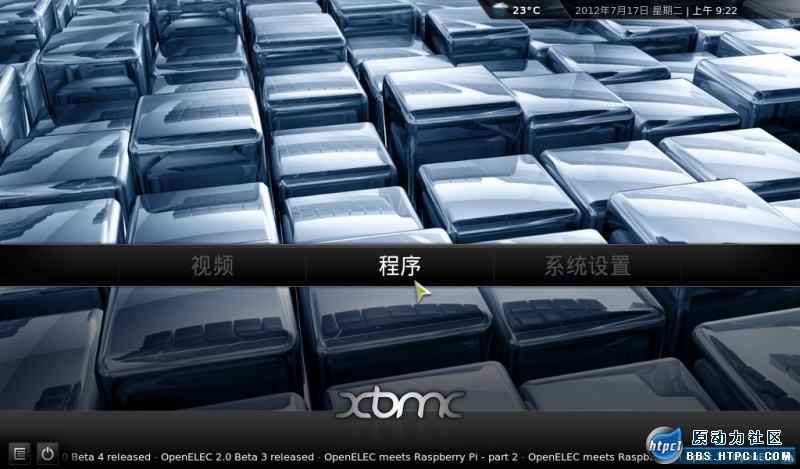 23°C 2012年7月17日 星期二 | 上午 9:22
视频 程序 系统设置
xbmc
原动力社区
htpc1 BBS.HTPC1.COM
0 Beta 4 released - OpenELEC 2.0 Beta 3 released - OpenELEC meets Raspberry Pi - part 2 - OpenELEC meets Raspb